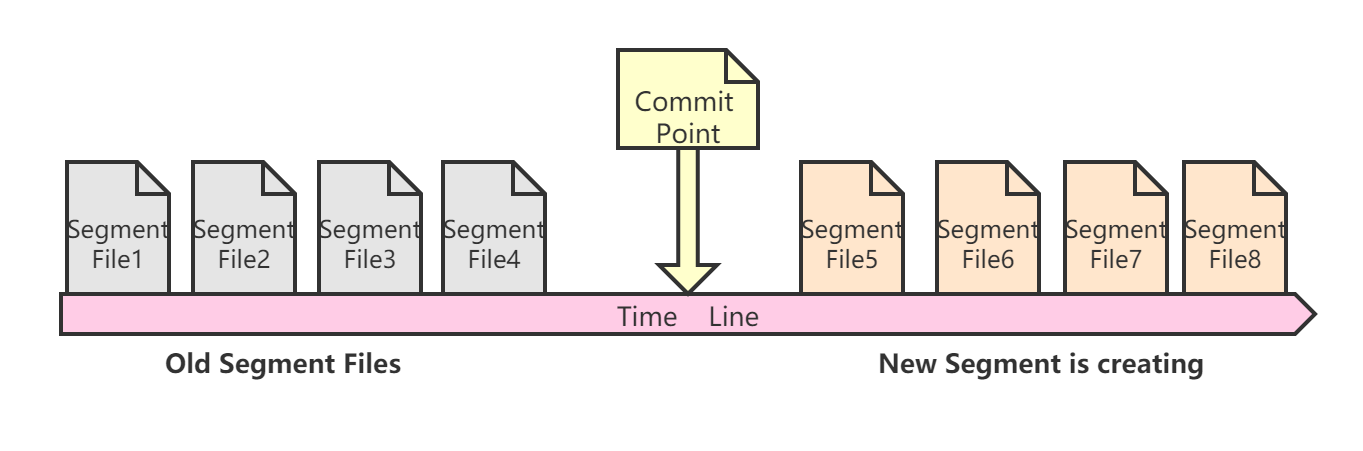 Commit
Point
Segment
File1
Segment
File2
Segment
File3
Segment
File4
Segment
File5
Segment
File6
Segment
File7
Segment
File8
Time Line
Old Segment Files
New Segment is creating